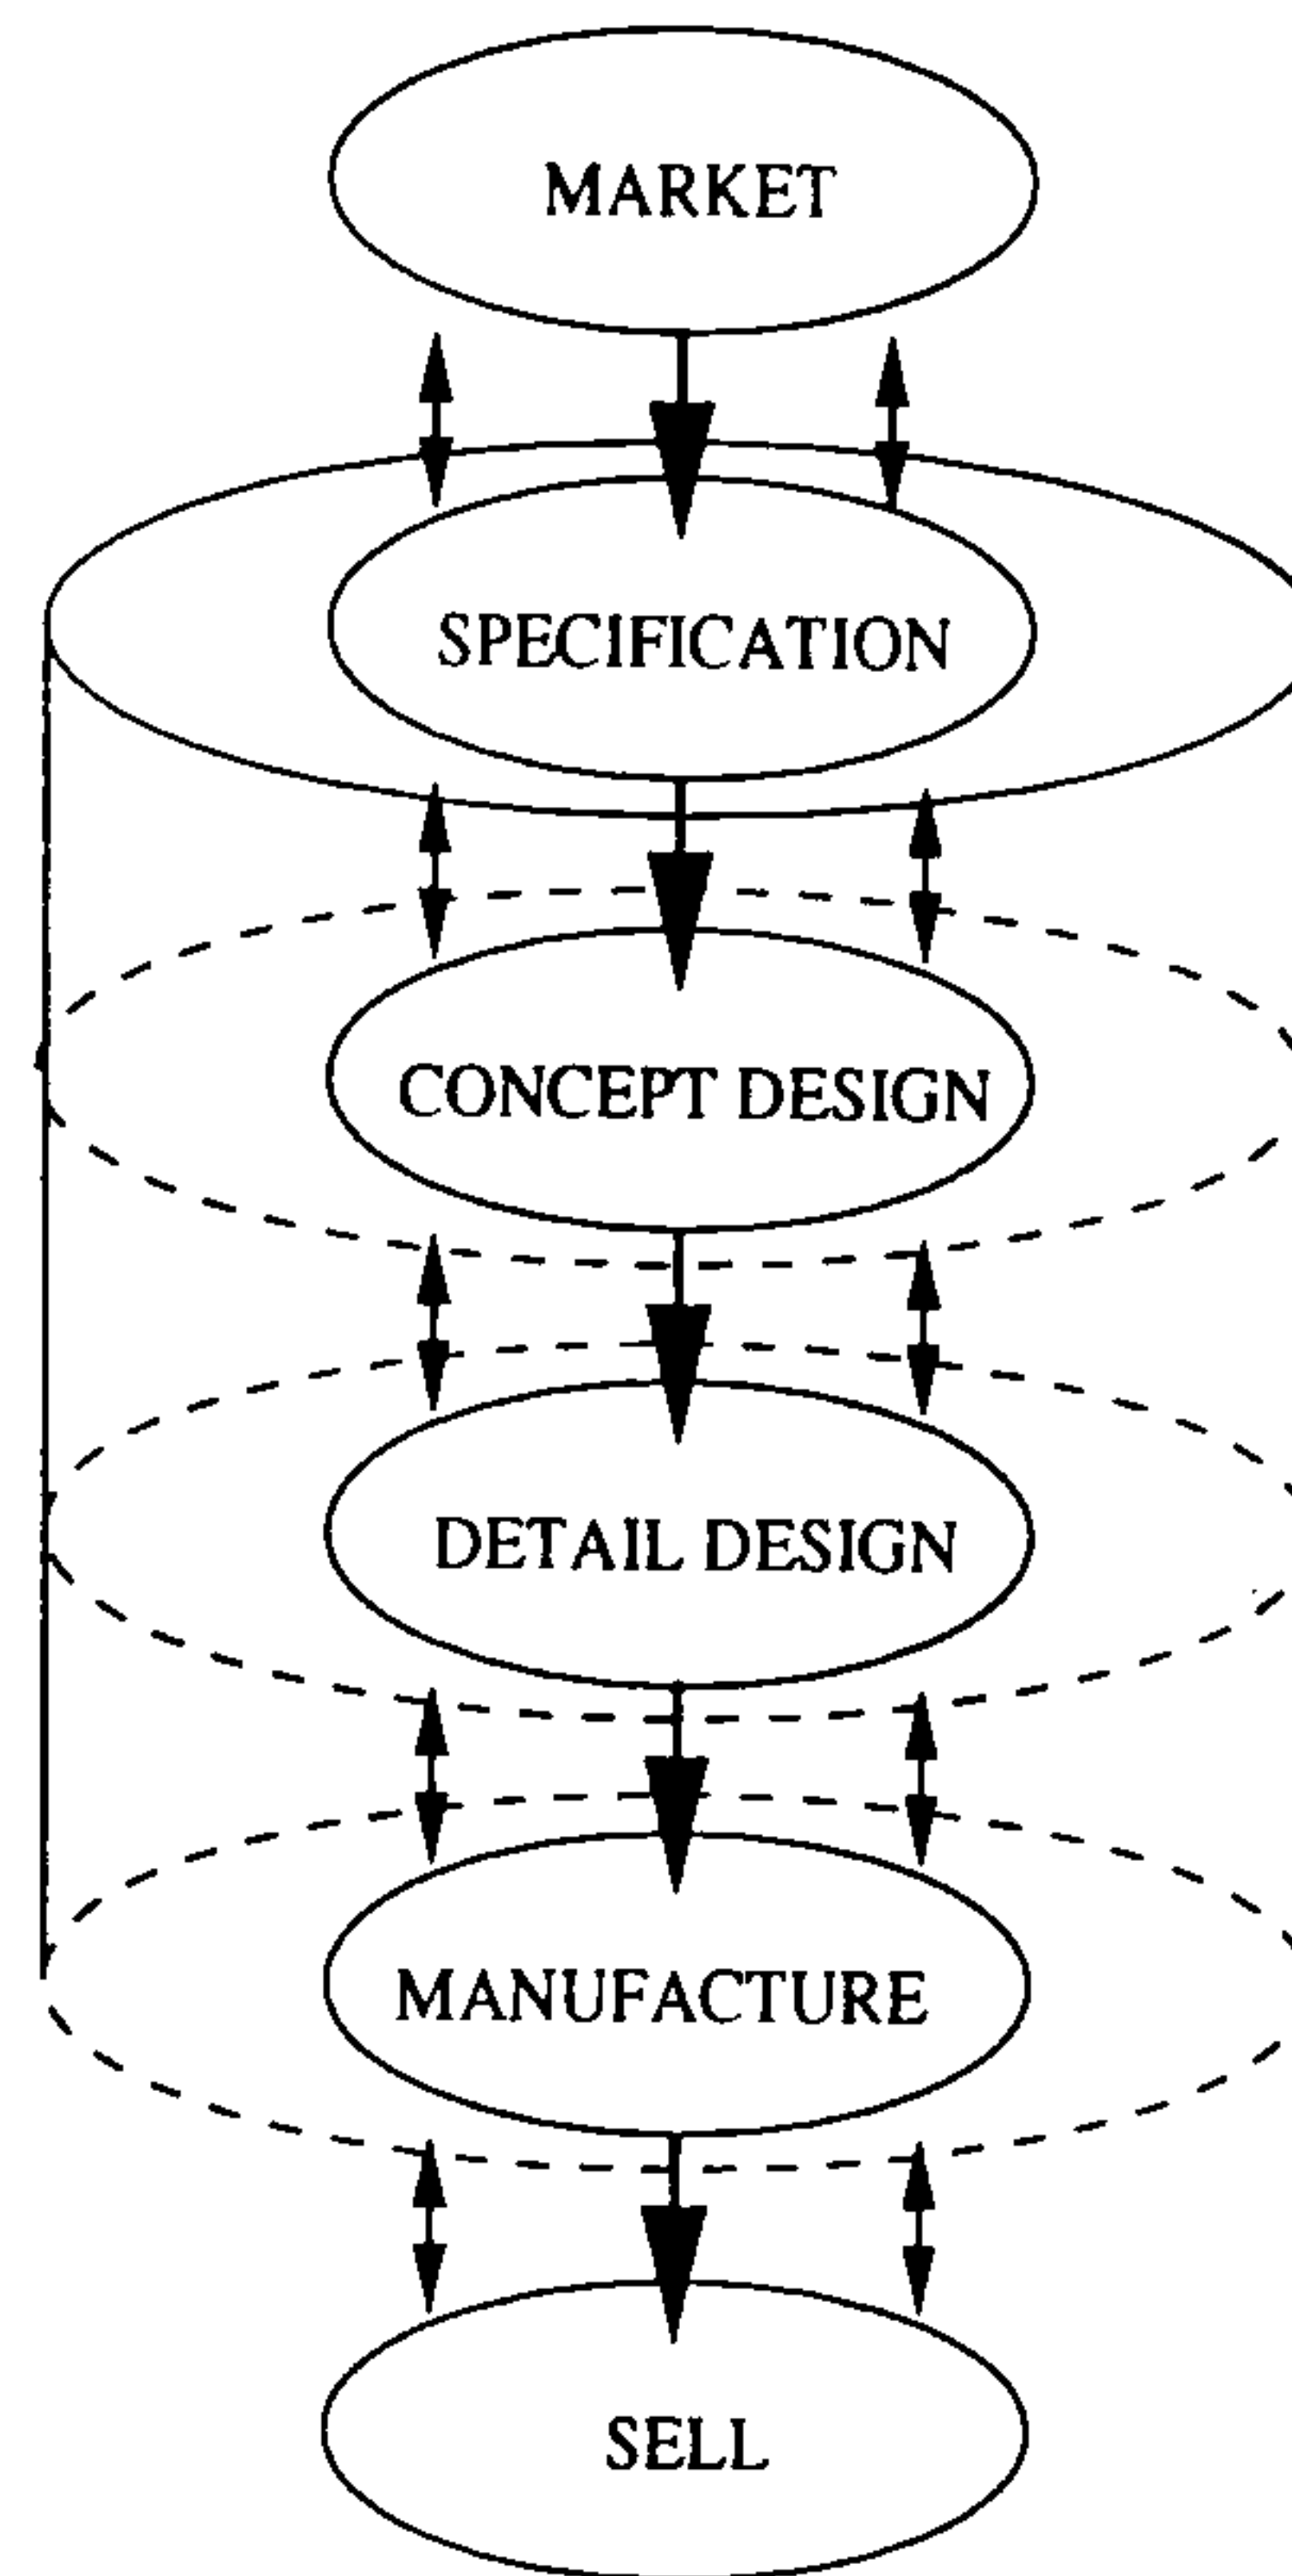 MARKET
SPECIFICATION
CONCEPT DESIGN
DETAIL DESIGN
MANUFACTURE
SELL